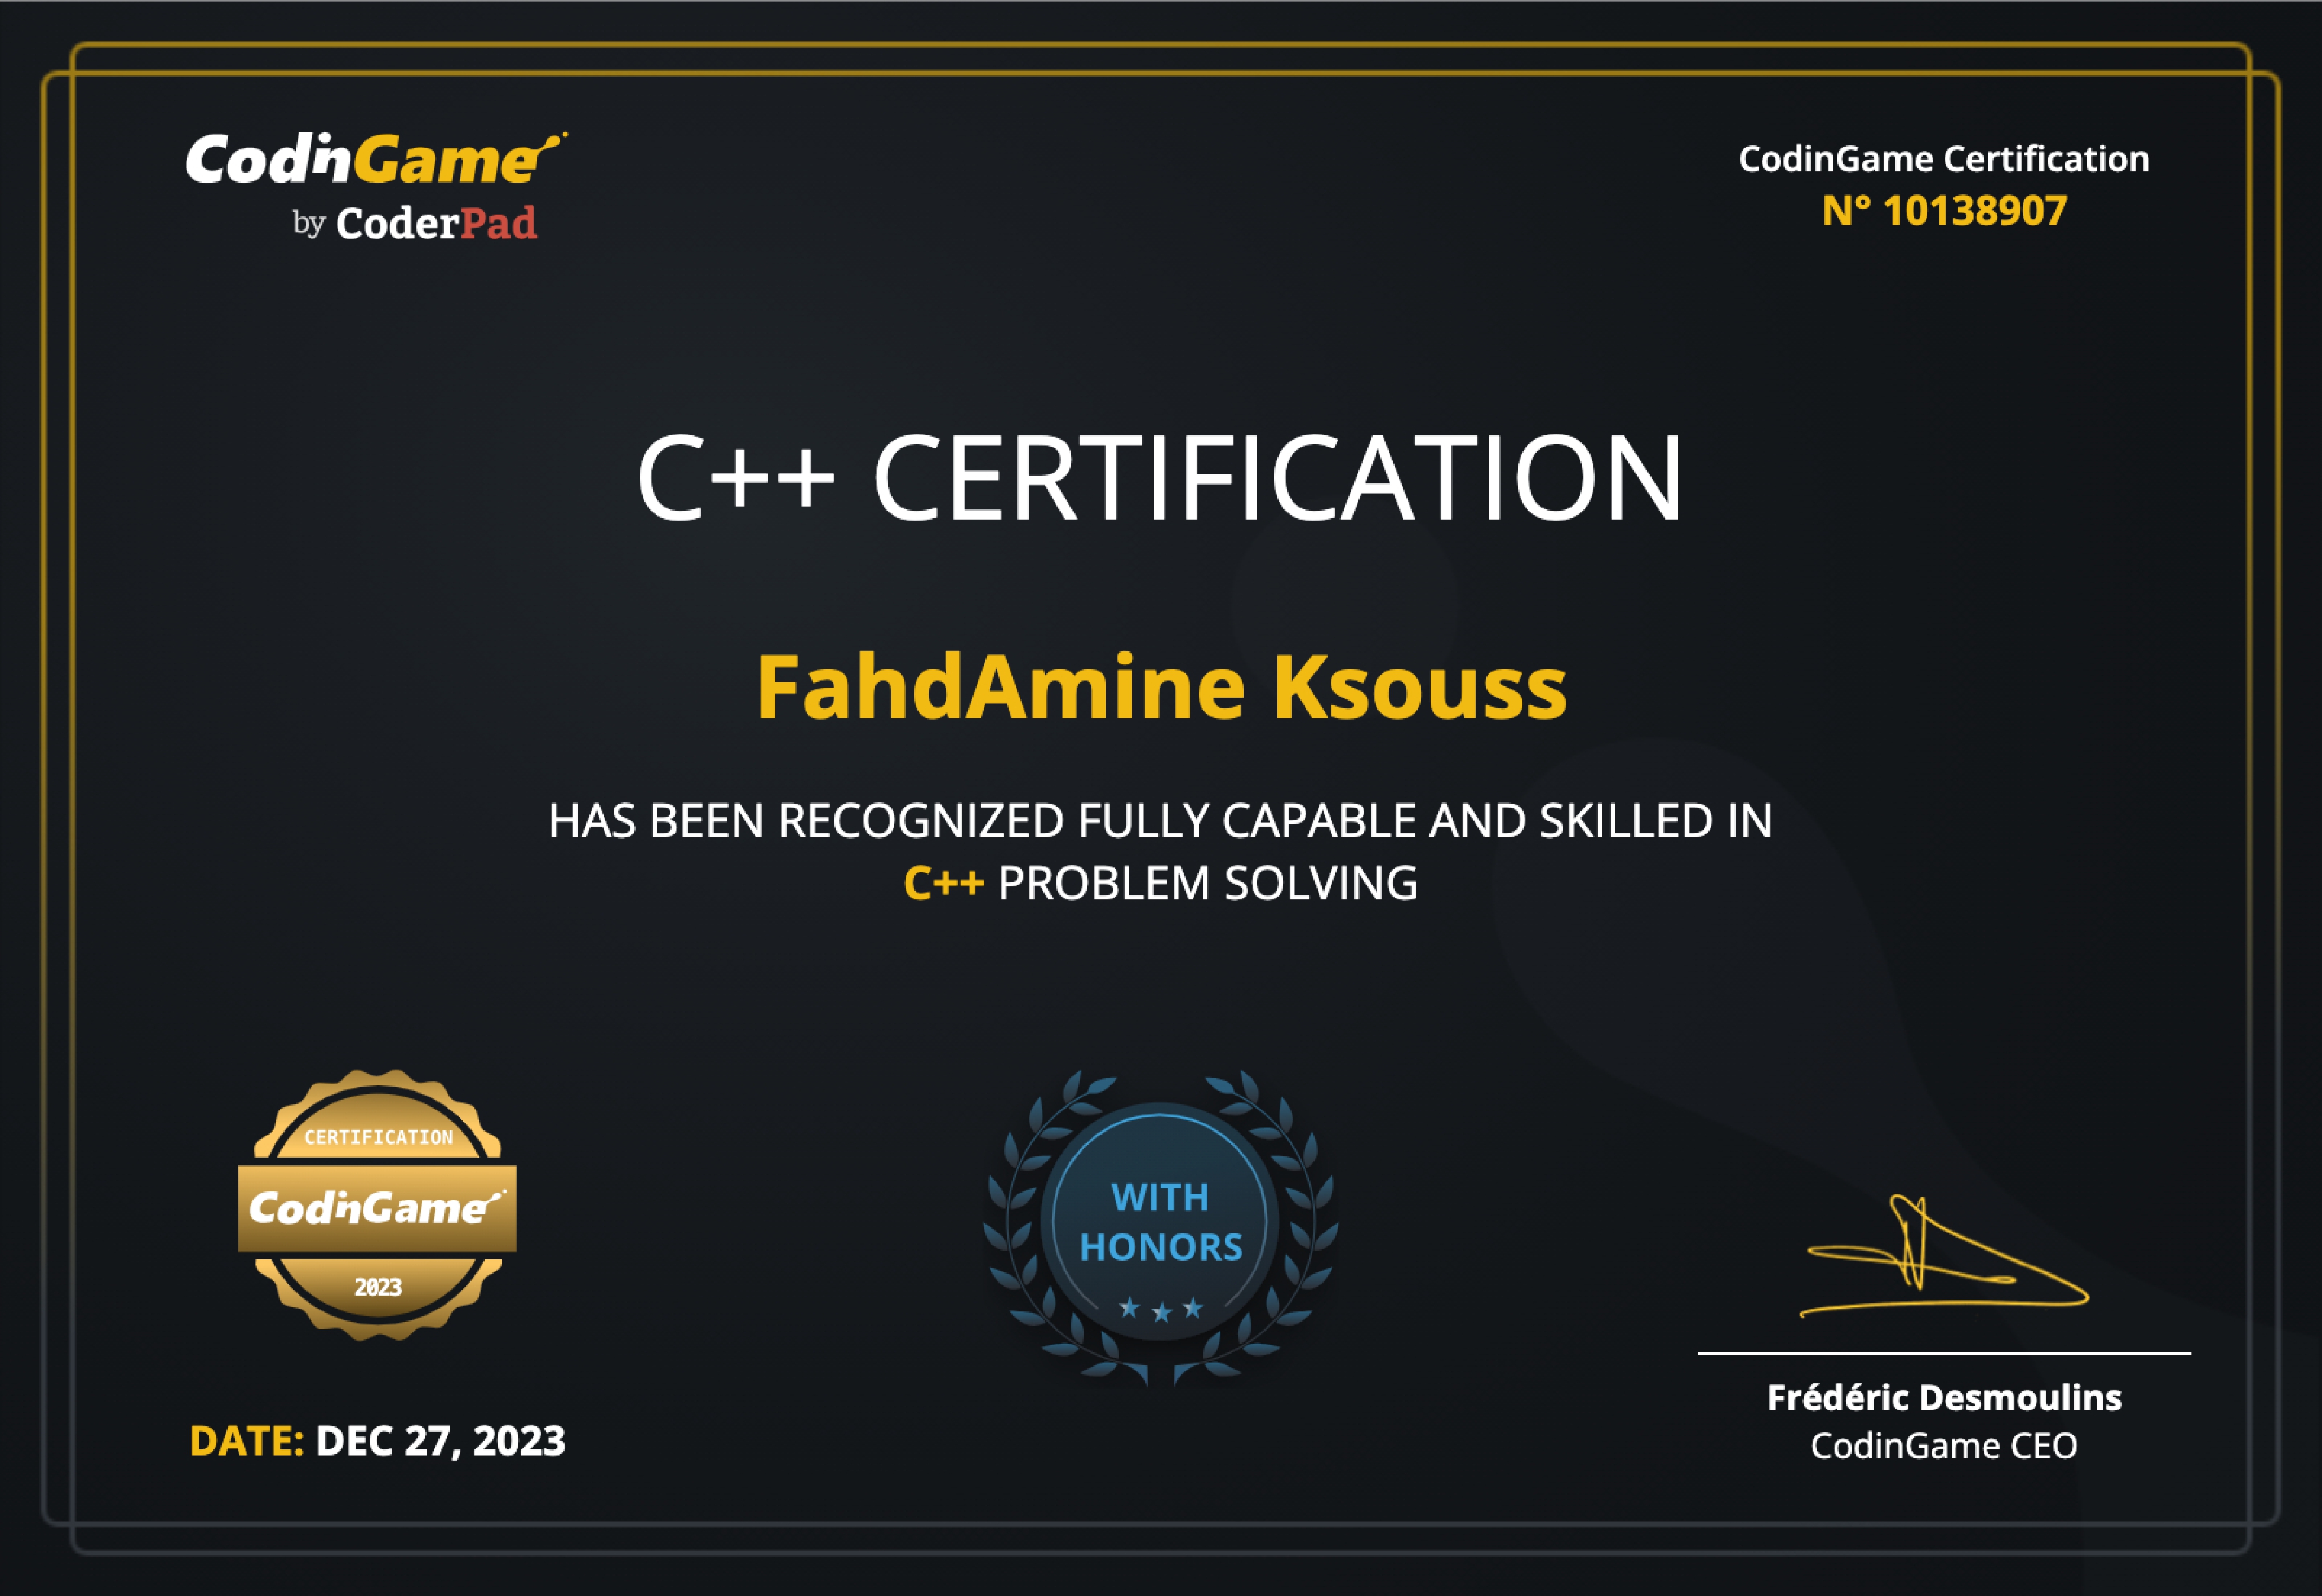 CodinGame
by CoderPad
CodinGame Certification
N° 10138907
C++ CERTIFICATION
FahdAmine Ksouss
HAS BEEN RECOGNIZED FULLY CAPABLE AND SKILLED IN
C++ PROBLEM SOLVING
CERTIFICATION
CodinGame
2023
WITH
HONORS
DATE: DEC 27, 2023
Frédéric Desmoulins
CodinGame CEO